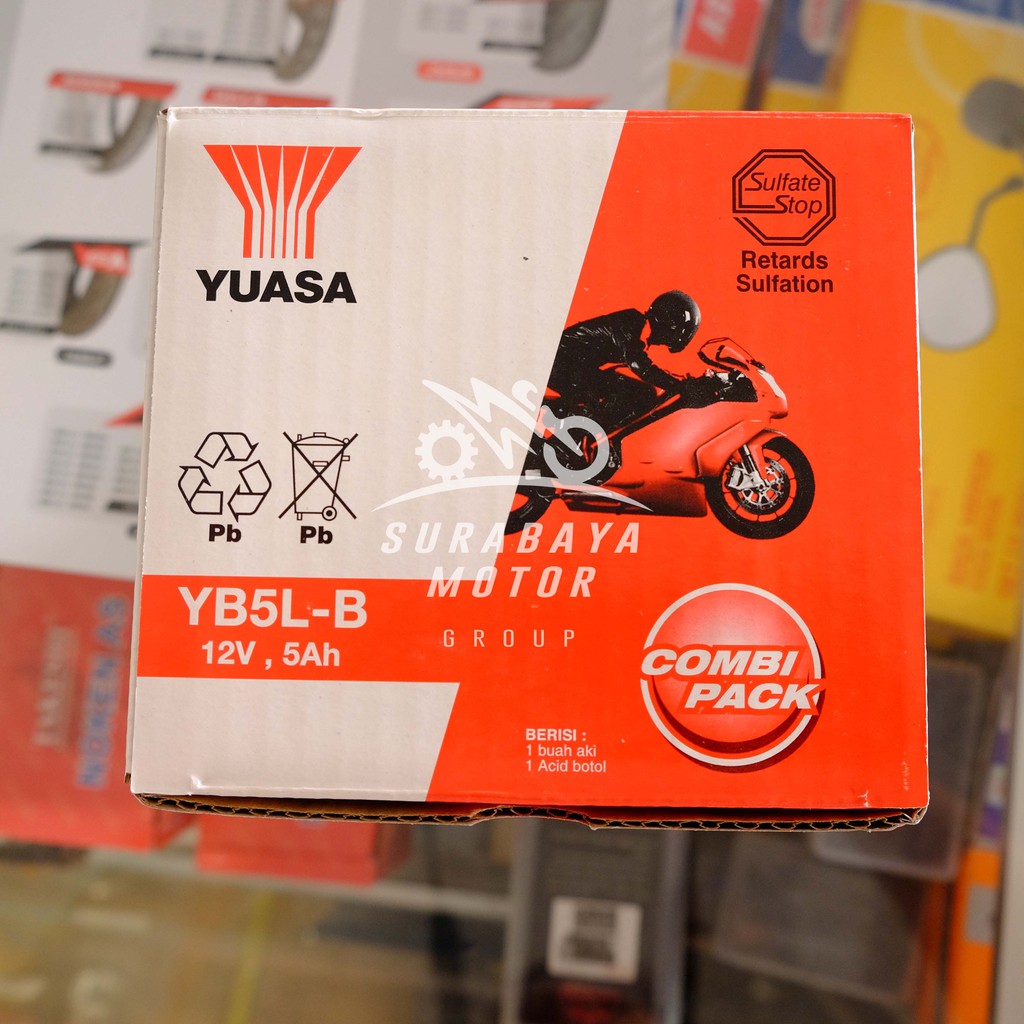 YUASA
Sulfate
Stop
Retards
Sulfation
Pb
Pb
SURABAYA
MOTOR
GROUP
YB5L-B
12V , 5Ah
COMBI
PACK
BERISI :
1 buah aki
1 Acid botol